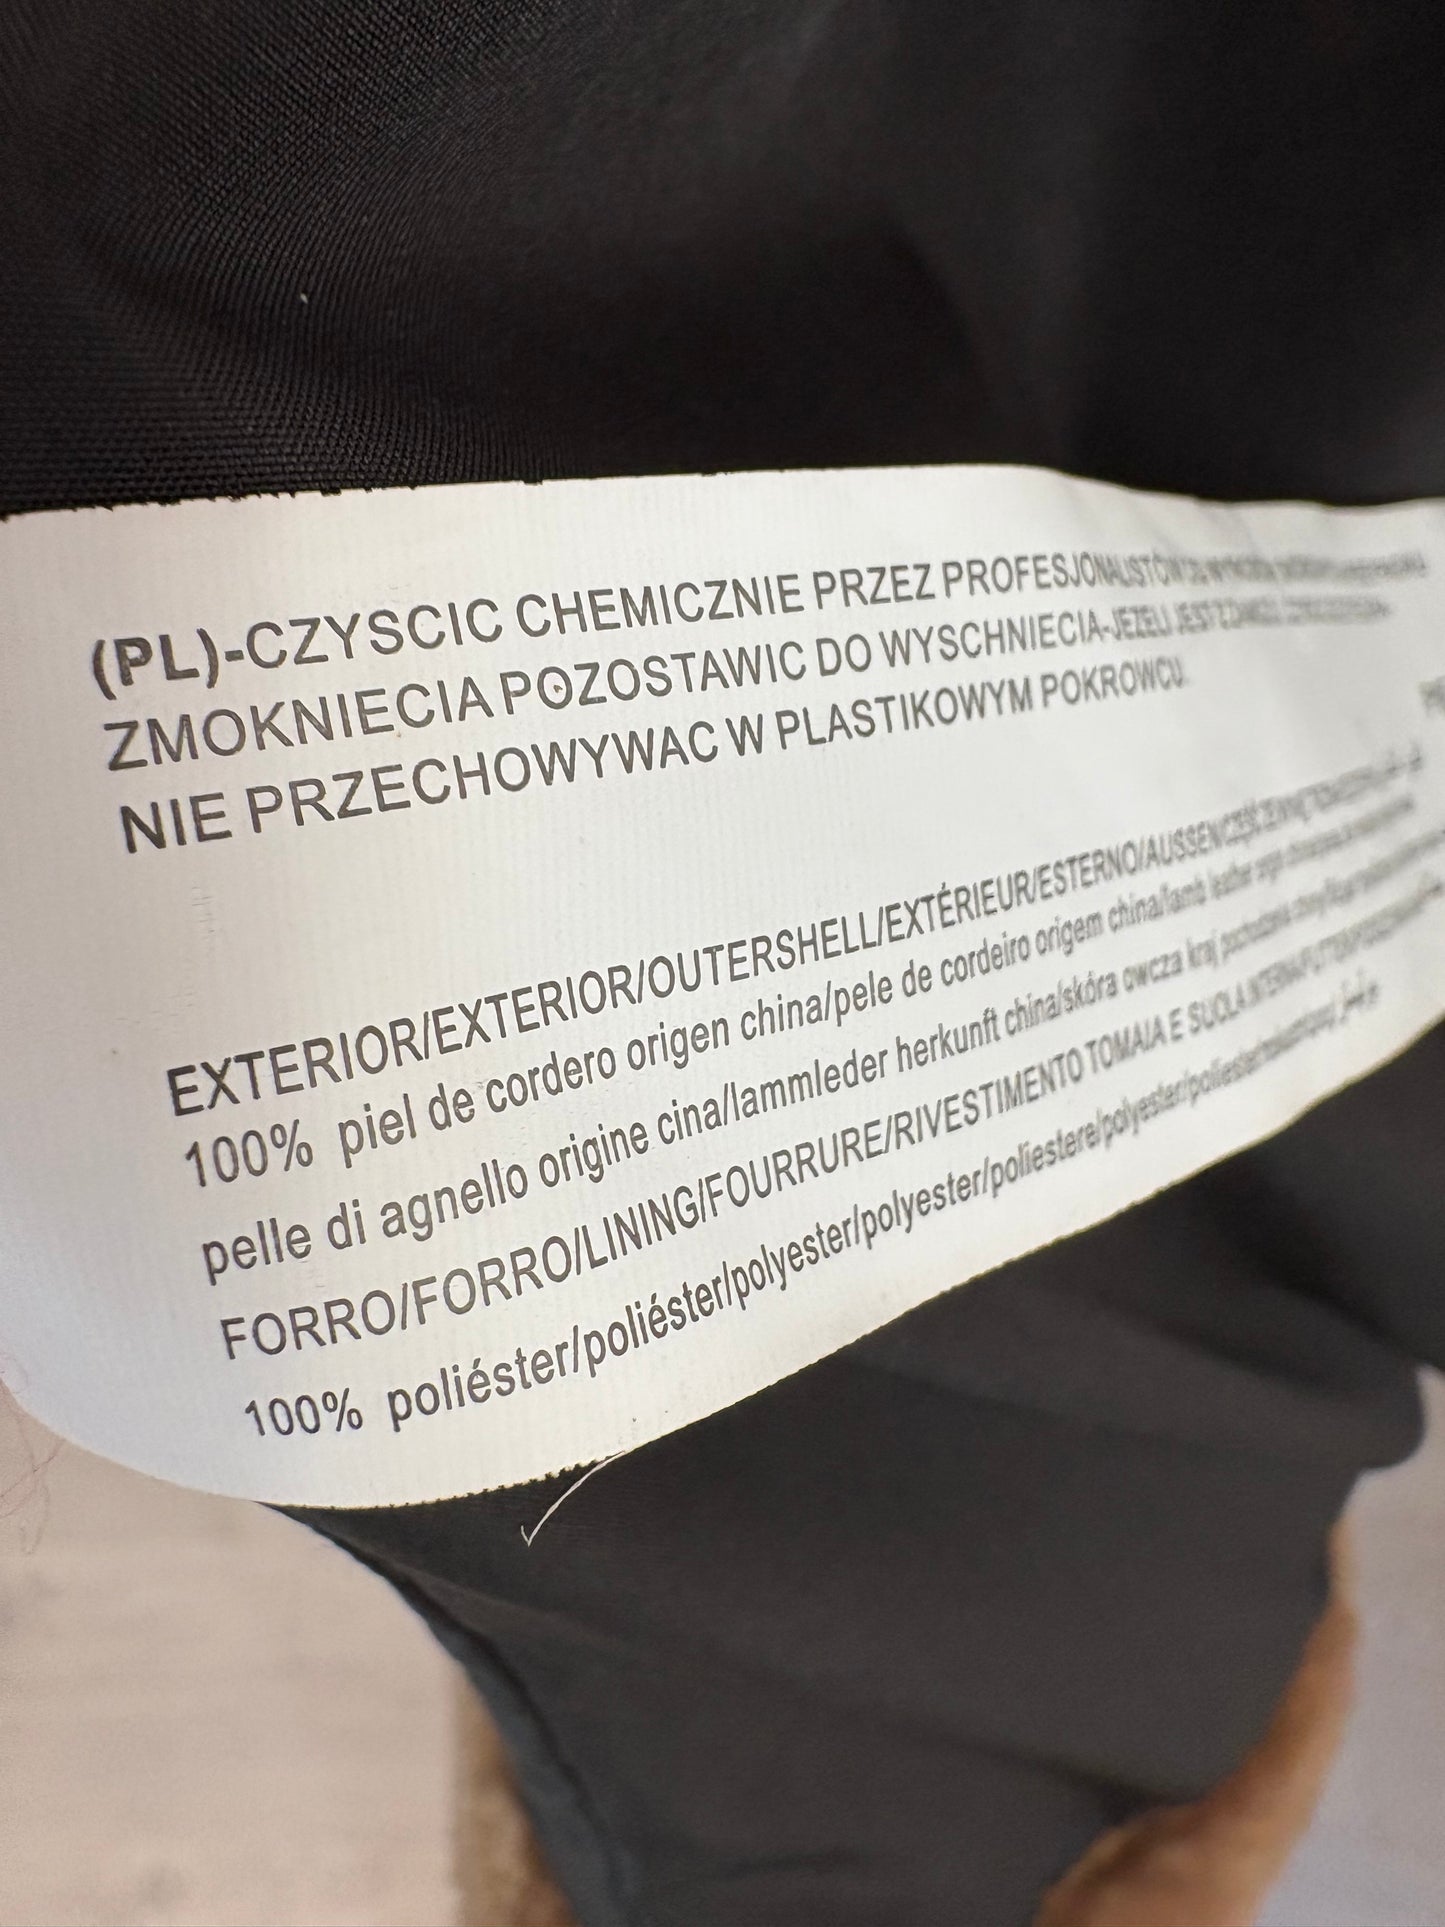 (PL)-CZYSCIC CHEMICZNIE PRZEZ PROFESJONALISTÓW
ZMOKNIECIA POZOSTAWIC DO WYSCHNIECIA-JEZELI JEST
NIE PRZECHOWYWAC W PLASTIKOWYM POKROWCU.
EXTERIOR/EXTERIOR/OUTERSHELL/EXTÉRIEUR/ESTERNO/AUSSEN/
100% piel de cordero origen china/pele de cordeiro origem china/lamb leather
pelle di agnello origine cina/lammleder herkunft china/skóra owcza kraj
FORRO/FORRO/LINING/FOURRURE/RIVESTIMENTO TOMAIA E SUOLA INTERNA/
100% poliéster/poliéster/polyester/polyester/poliestere/polyester/poliester/